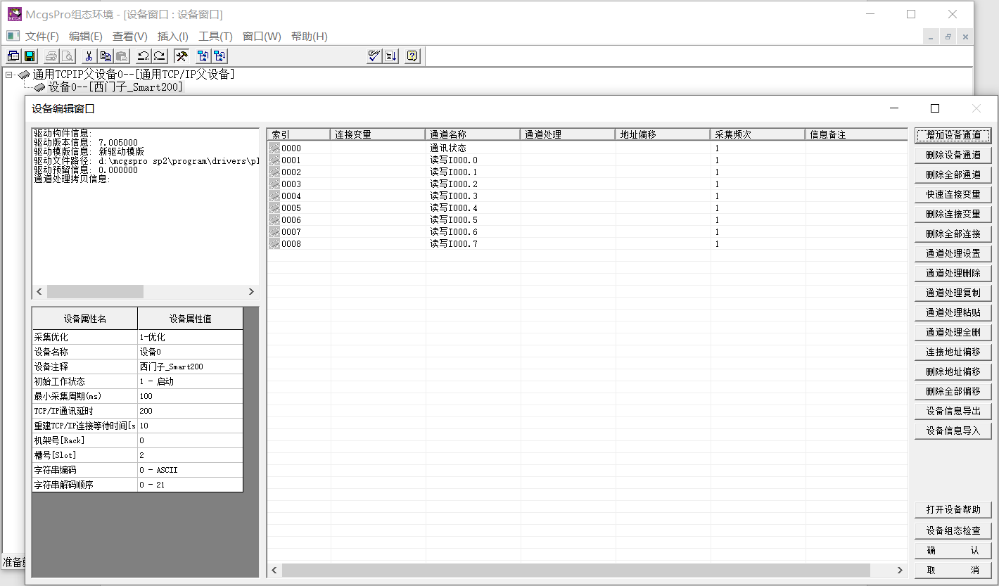 McgsPro组态环境 - [设备窗口 : 设备窗口]
文件(F) 编辑(E) 查看(V) 插入(I) 工具(T) 窗口(W) 帮助(H)
通用TCPIP父设备0--[通用TCP/IP父设备]
设备0--[西门子_Smart200]
设备编辑窗口
驱动构件信息:
驱动版本信息: 7.005000
驱动模版信息: 新驱动模版
驱动文件路径: d:\mcgspro sp2\program\drivers\pl
驱动预留信息: 0.000000
通道处理拷贝信息:
设备属性名 设备属性值
采集优化 1-优化
设备名称 设备0
设备注释 西门子_Smart200
初始工作状态 1 - 启动
最小采集周期(ms) 100
TCP/IP通讯延时 200
重建TCP/IP连接等待时间[s 10
机架号[Rack] 0
槽号[Slot] 2
字符串编码 0 - ASCII
字符串解码顺序 0 - 21
索引 连接变量 通道名称 通道处理 地址偏移 采集频次 信息备注
0000 通讯状态 1
0001 读写I000.0 1
0002 读写I000.1 1
0003 读写I000.2 1
0004 读写I000.3 1
0005 读写I000.4 1
0006 读写I000.5 1
0007 读写I000.6 1
0008 读写I000.7 1
增加设备通道
删除设备通道
删除全部通道
快速连接变量
删除连接变量
删除全部连接
通道处理设置
通道处理删除
通道处理复制
通道处理粘贴
通道处理全删
连接地址偏移
删除地址偏移
删除全部偏移
设备信息导出
设备信息导入
打开设备帮助
设备组态检查
确 认
取 消
准备